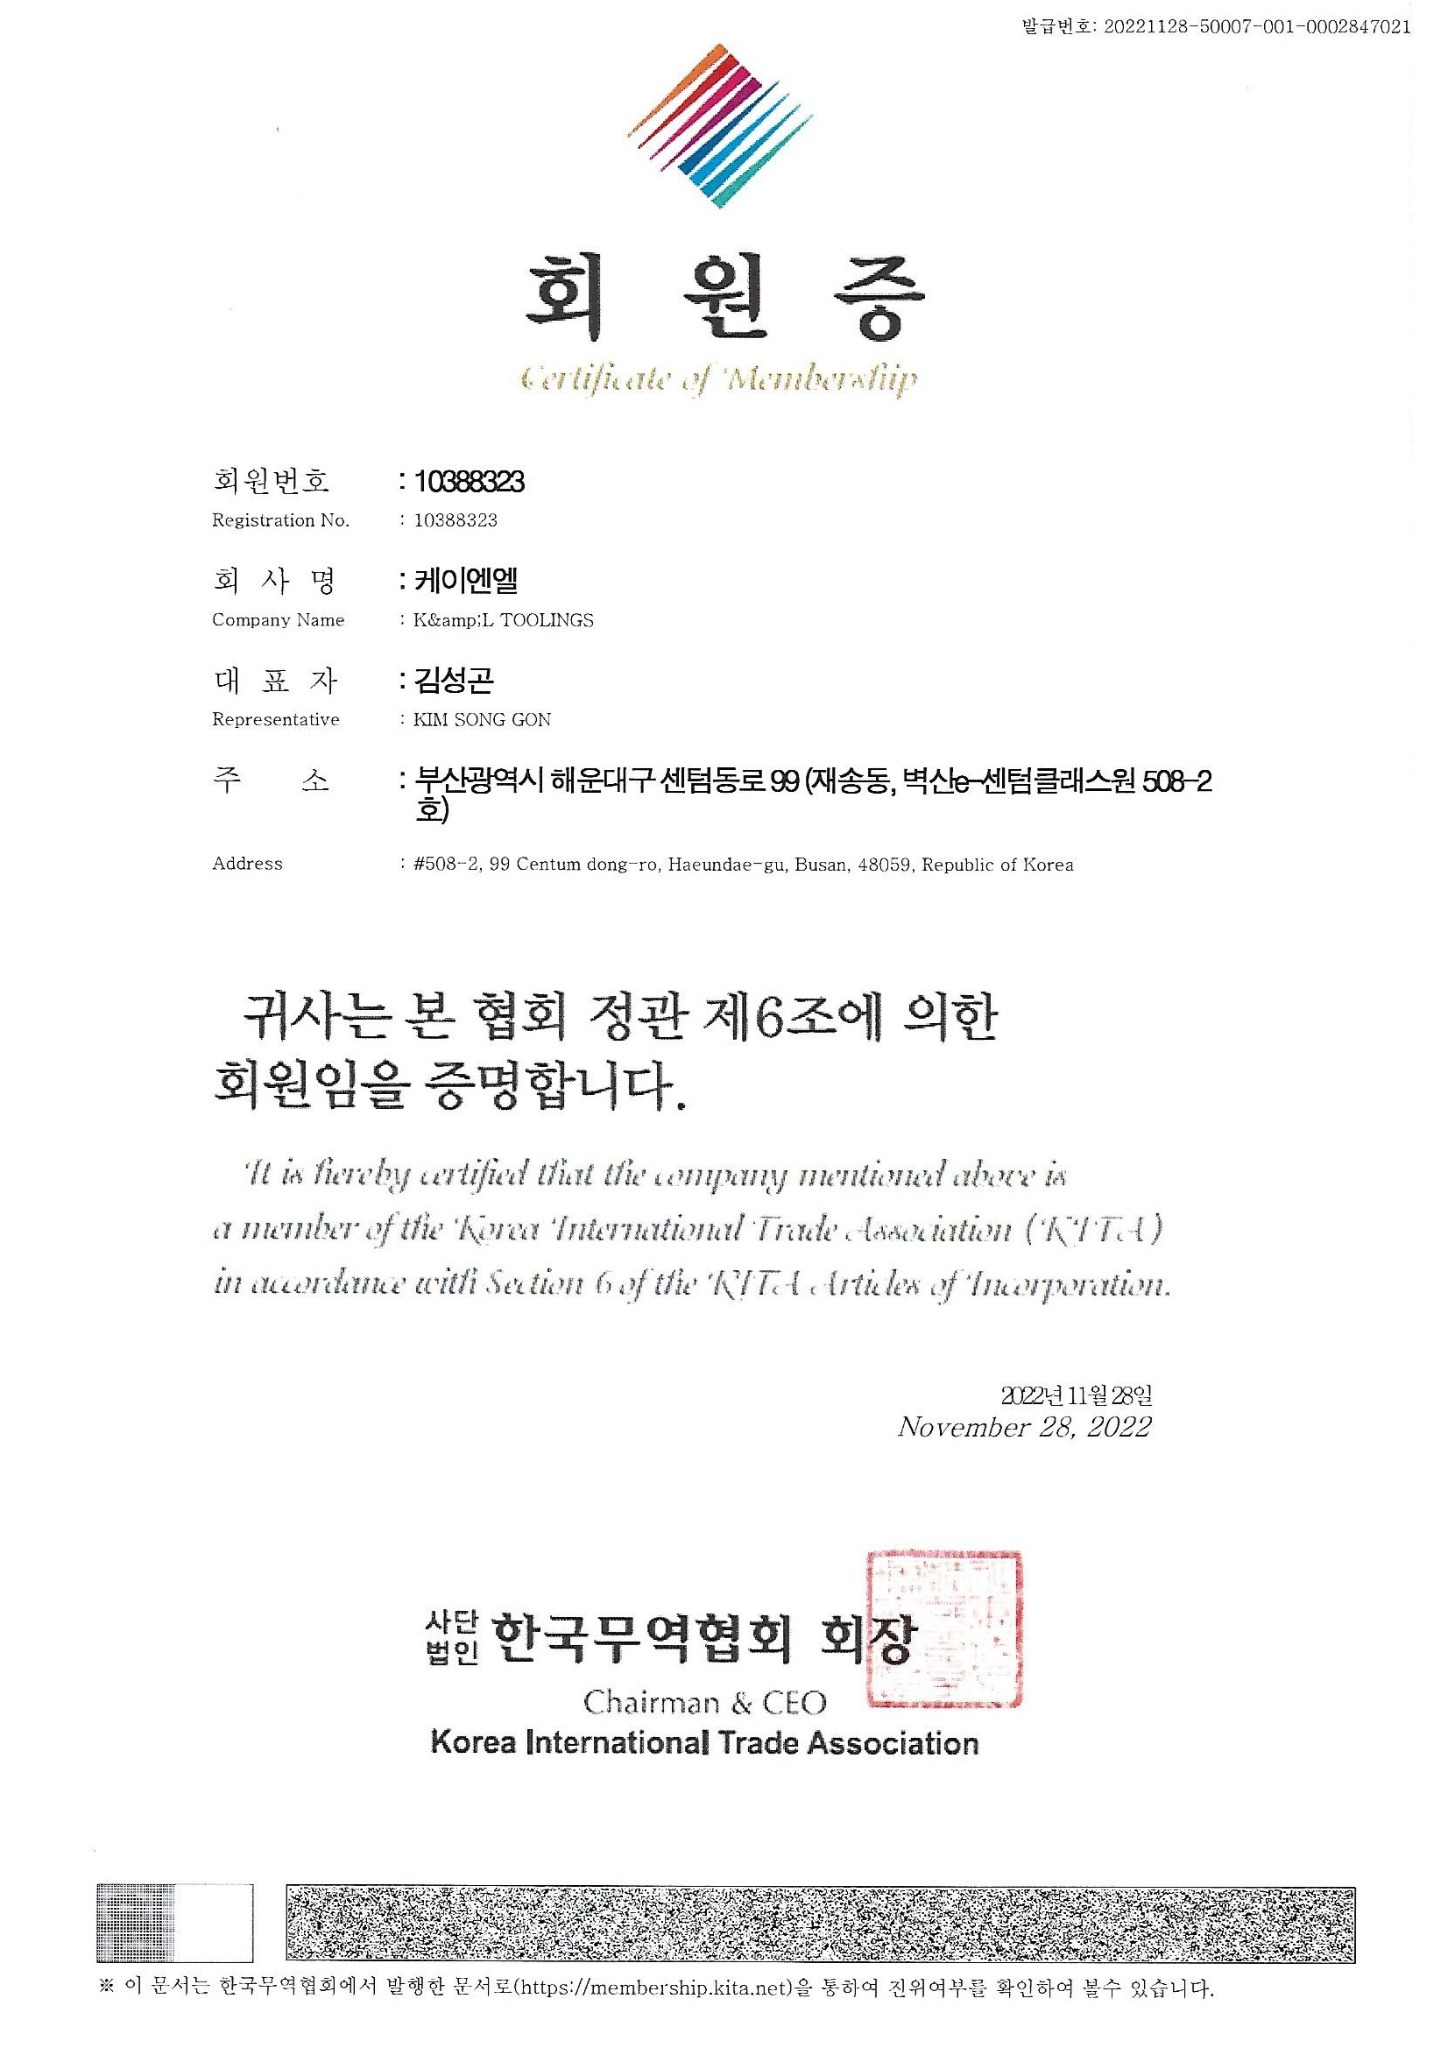 발급번호: 20221128-50007-001-0002847021
회 원 증
Certificate of Membership
회원번호 : 10388323
Registration No. : 10388323
회 사 명 : 케이엔엘
Company Name : K&amp;L TOOLINGS
대 표 자 : 김성곤
Representative : KIM SONG GON
주 소 : 부산광역시 해운대구 센텀동로 99 (재송동, 벽산e-센텀클래스원 508-2
호)
Address : #508-2, 99 Centum dong-ro, Haeundae-gu, Busan, 48059, Republic of Korea
귀사는 본 협회 정관 제6조에 의한
회원임을 증명합니다.
It is hereby certified that the company mentioned above is
a member of the Korea International Trade Association (KITA)
in accordance with Section 6 of the KITA Articles of Incorporation.
2022년 11월 28일
November 28, 2022
사단법인 한국무역협회 회장
Chairman & CEO
Korea International Trade Association
※ 이 문서는 한국무역협회에서 발행한 문서로(https://membership.kita.net)을 통하여 진위여부를 확인하여 볼수 있습니다.